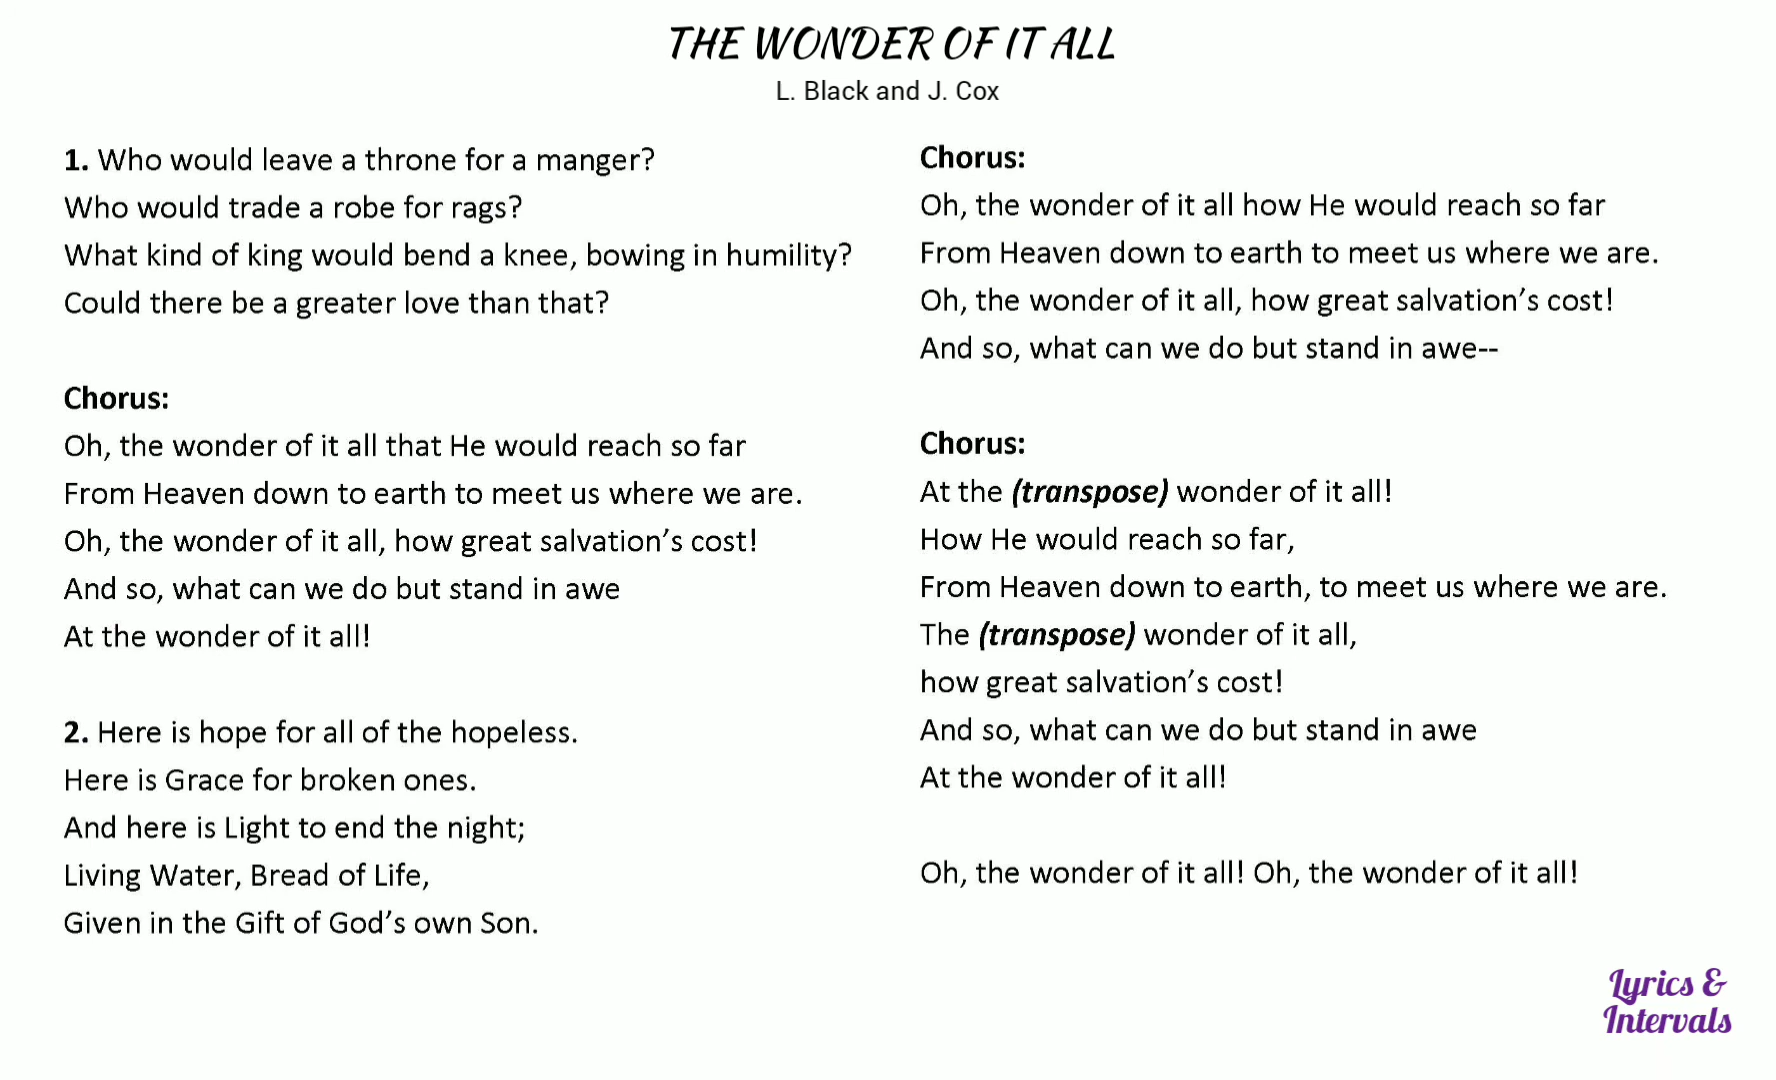 THE WONDER OF IT ALL
L. Black and J. Cox
1. Who would leave a throne for a manger?
Who would trade a robe for rags?
What kind of king would bend a knee, bowing in humility?
Could there be a greater love than that?
Chorus:
Oh, the wonder of it all that He would reach so far
From Heaven down to earth to meet us where we are.
Oh, the wonder of it all, how great salvation’s cost!
And so, what can we do but stand in awe
At the wonder of it all!
2. Here is hope for all of the hopeless.
Here is Grace for broken ones.
And here is Light to end the night;
Living Water, Bread of Life,
Given in the Gift of God’s own Son.
Chorus:
Oh, the wonder of it all how He would reach so far
From Heaven down to earth to meet us where we are.
Oh, the wonder of it all, how great salvation’s cost!
And so, what can we do but stand in awe--
Chorus:
At the (transpose) wonder of it all!
How He would reach so far,
From Heaven down to earth, to meet us where we are.
The (transpose) wonder of it all,
how great salvation’s cost!
And so, what can we do but stand in awe
At the wonder of it all!
Oh, the wonder of it all! Oh, the wonder of it all!
Lyrics &
Intervals